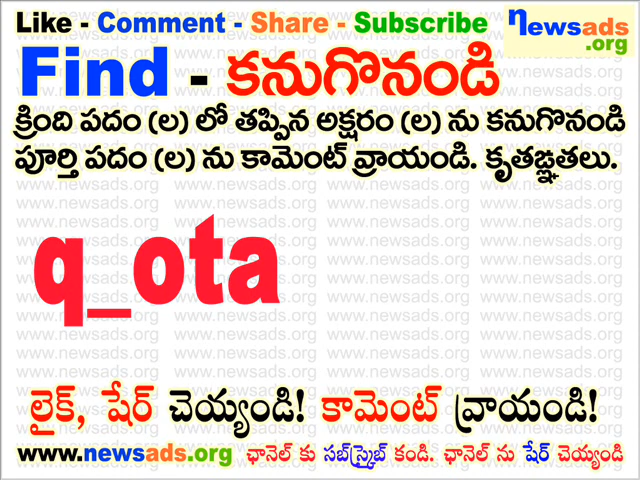 Like - Comment - Share - Subscribe
newsads
.org
Find - కనుగొనండి
క్రింది పదం (ల) లో తప్పిన అక్షరం (ల) ను కనుగొనండి
పూర్తి పదం (ల) ను కామెంట్ వ్రాయండి. కృతజ్ఞతలు.
q_ota
లైక్, షేర్ చెయ్యండి! కామెంట్ వ్రాయండి!
www.newsads.org ఛానెల్ కు సబ్‌స్క్రైబ్ కండి. ఛానెల్ ను షేర్ చెయ్యండి